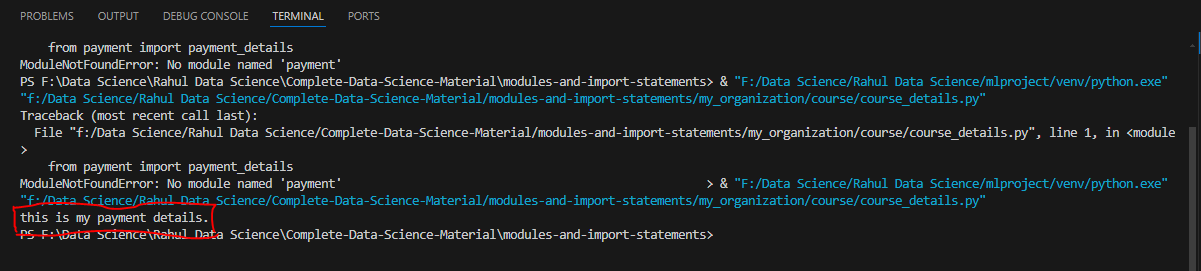 PROBLEMS OUTPUT DEBUG CONSOLE TERMINAL PORTS
from payment import payment_details
ModuleNotFoundError: No module named 'payment'
PS F:\Data Science\Rahul Data Science\Complete-Data-Science-Material\modules-and-import-statements> & "F:/Data Science/Rahul Data Science/mlproject/venv/python.exe"
"f:/Data Science/Rahul Data Science/Complete-Data-Science-Material/modules-and-import-statements/my_organization/course/course_details.py"
Traceback (most recent call last):
File "f:/Data Science/Rahul Data Science/Complete-Data-Science-Material/modules-and-import-statements/my_organization/course/course_details.py", line 1, in <module
>
from payment import payment_details
ModuleNotFoundError: No module named 'payment' > & "F:/Data Science/Rahul Data Science/mlproject/venv/python.exe"
"f:/Data Science/Rahul Data Science/Complete-Data-Science-Material/modules-and-import-statements/my_organization/course/course_details.py"
this is my payment details.
PS F:\Data Science\Rahul Data Science\Complete-Data-Science-Material\modules-and-import-statements>